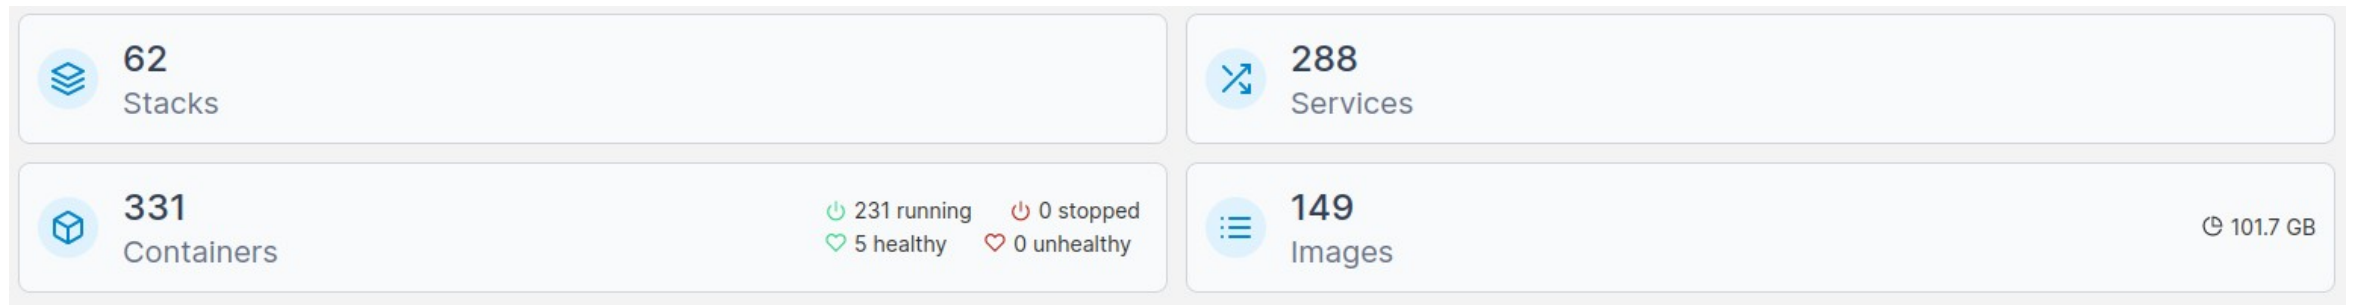 62
Stacks
288
Services
331
Containers
231 running 0 stopped
5 healthy 0 unhealthy
149
Images
101.7 GB